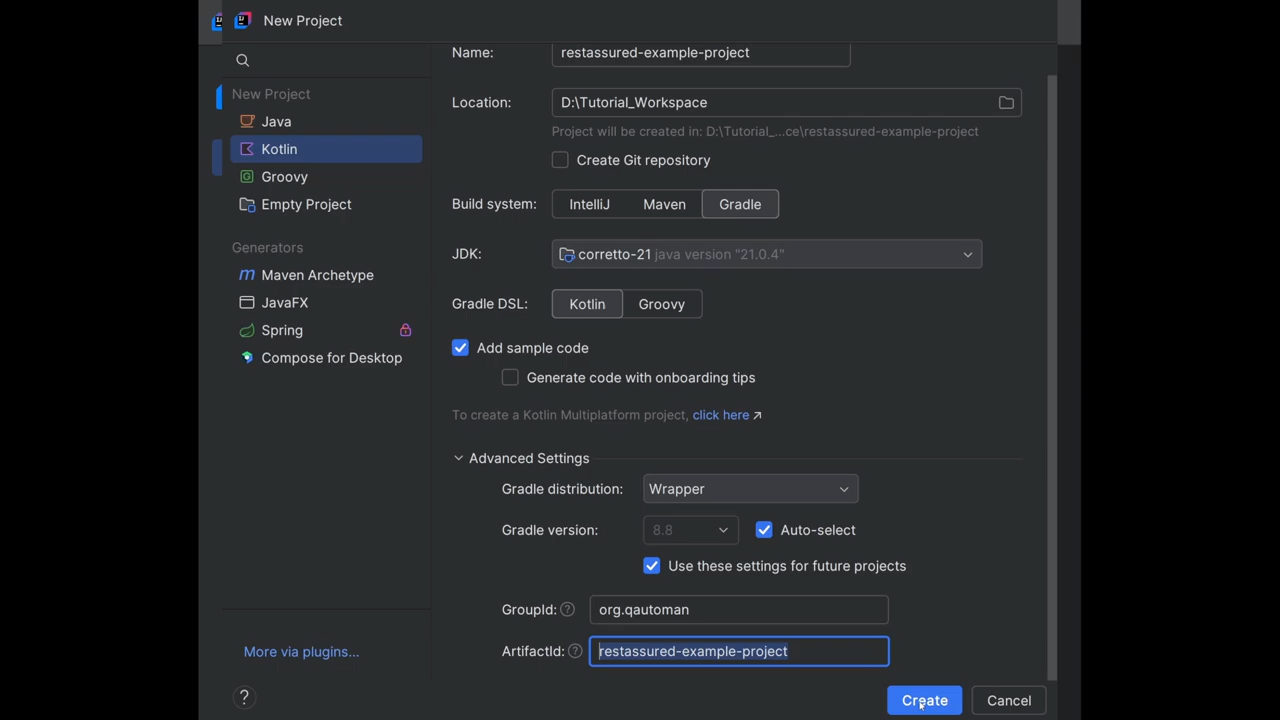 New Project
Name: restassured-example-project
Location: D:\Tutorial_Workspace
Project will be created in: D:\Tutorial_...ce\restassured-example-project
Create Git repository
Build system: IntelliJ Maven Gradle
JDK: corretto-21 java version "21.0.4"
Gradle DSL: Kotlin Groovy
Add sample code
Generate code with onboarding tips
To create a Kotlin Multiplatform project, click here ↗
Advanced Settings
Gradle distribution: Wrapper
Gradle version: 8.8 Auto-select
Use these settings for future projects
GroupId: ? org.qautoman
ArtifactId: ? restassured-example-project
New Project
Java
Kotlin
Groovy
Empty Project
Generators
Maven Archetype
JavaFX
Spring
Compose for Desktop
More via plugins...
?
Create Cancel